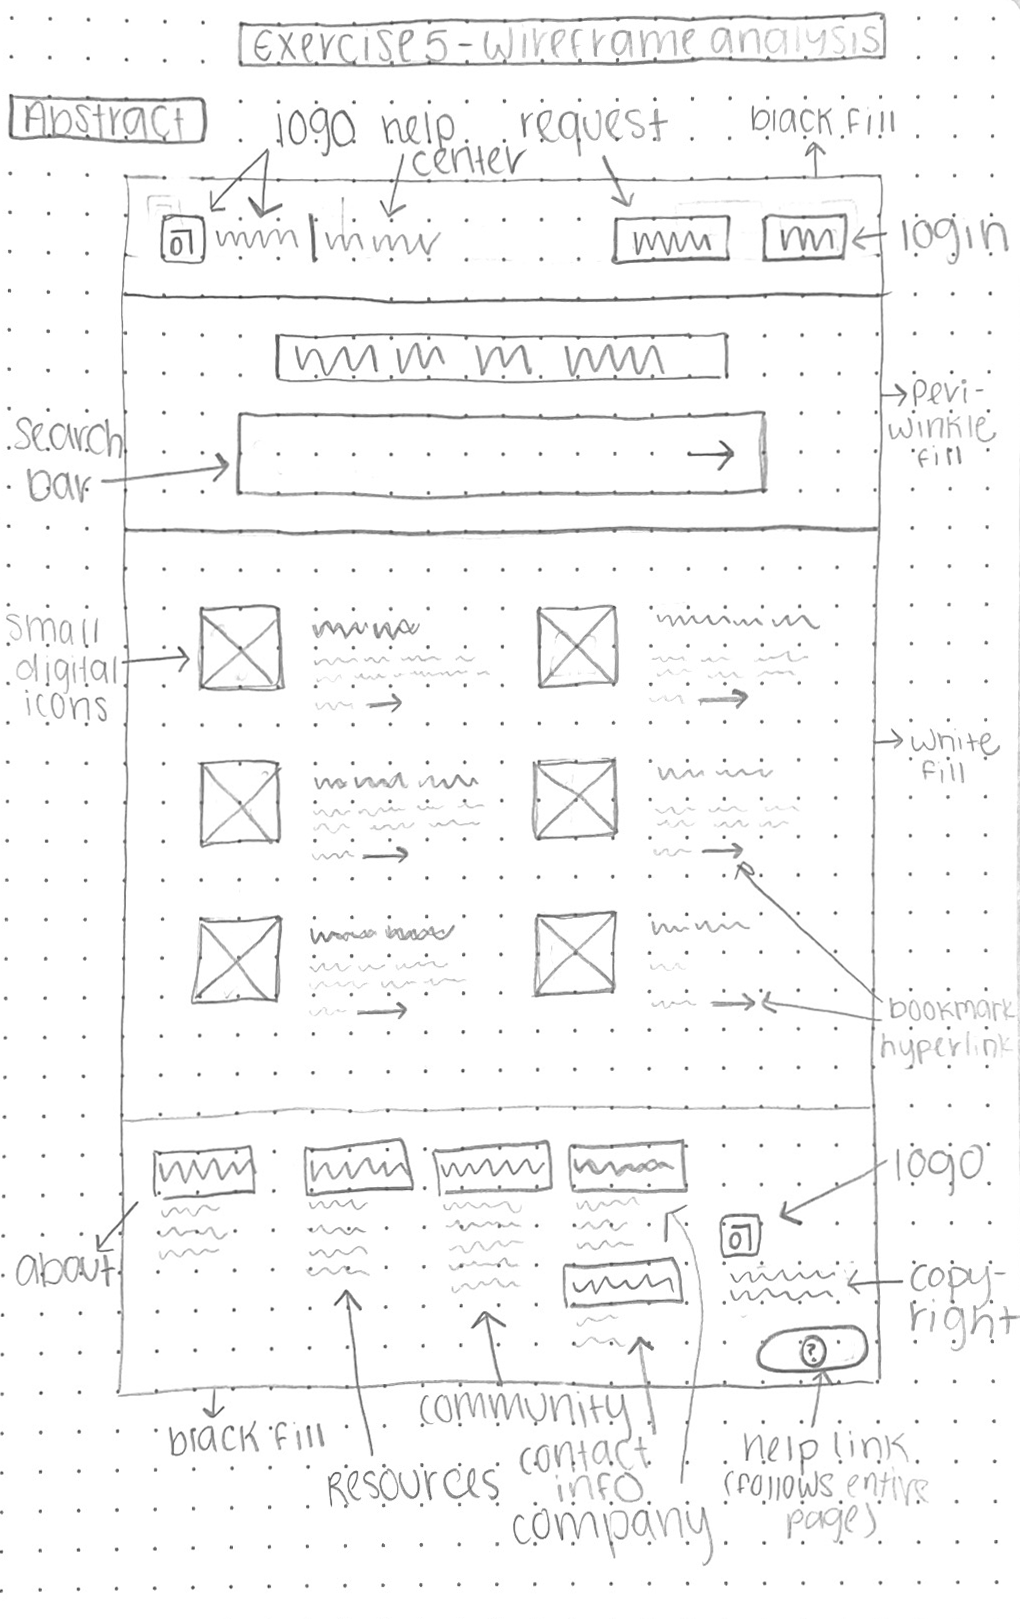 Exercise 5 - Wireframe analysis
Abstract
logo
help center
request
black fill
login
peri-
winkle
fill
search
bar
small
digital
icons
white
fill
bookmark
hyperlink
logo
about
copy-
right
?
black fill
Resources
community
contact
info
company
help link
(follows entire
page)